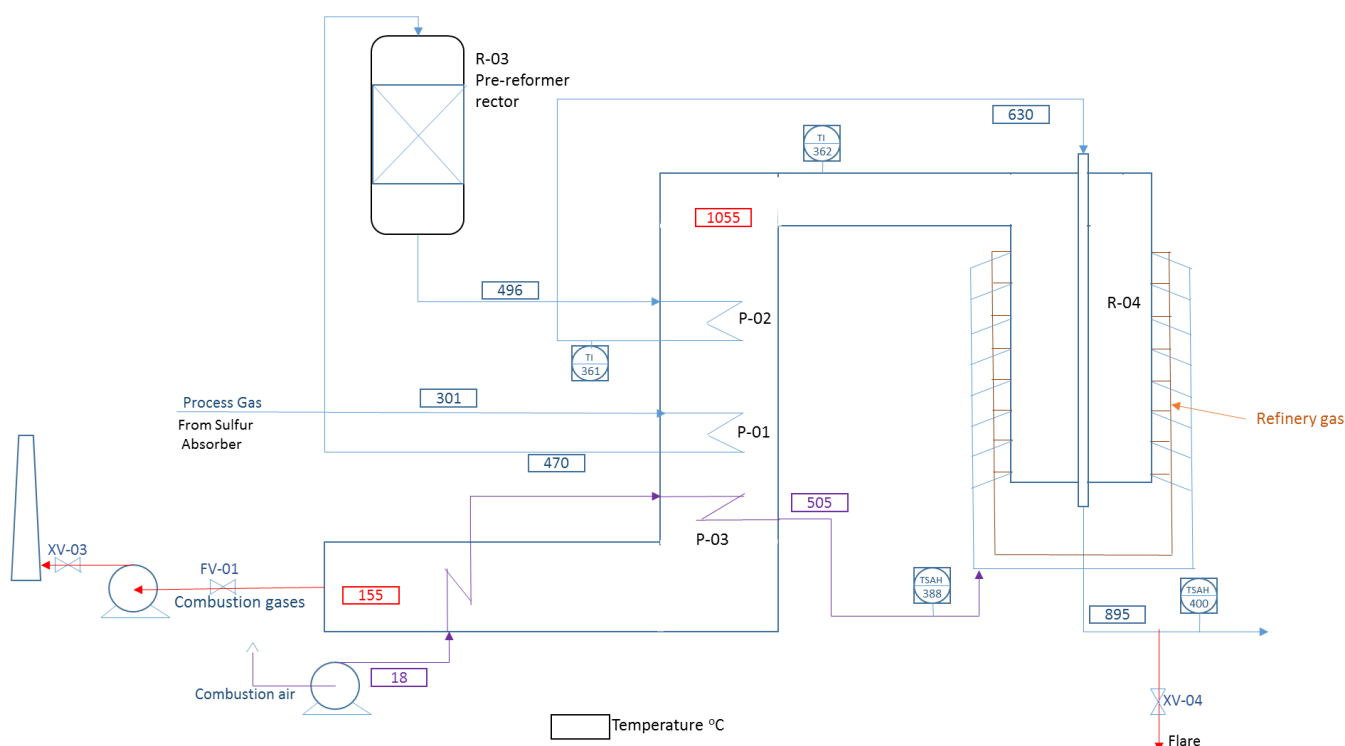 R-03
Pre-reformer
rector
630
TI
362
1055
496
P-02
R-04
TI
361
Process Gas
301
From Sulfur
Absorber
P-01
470
Refinery gas
505
P-03
XV-03
FV-01
Combustion gases
155
TSAH
388
TSAH
400
895
18
Combustion air
XV-04
Temperature °C
Flare